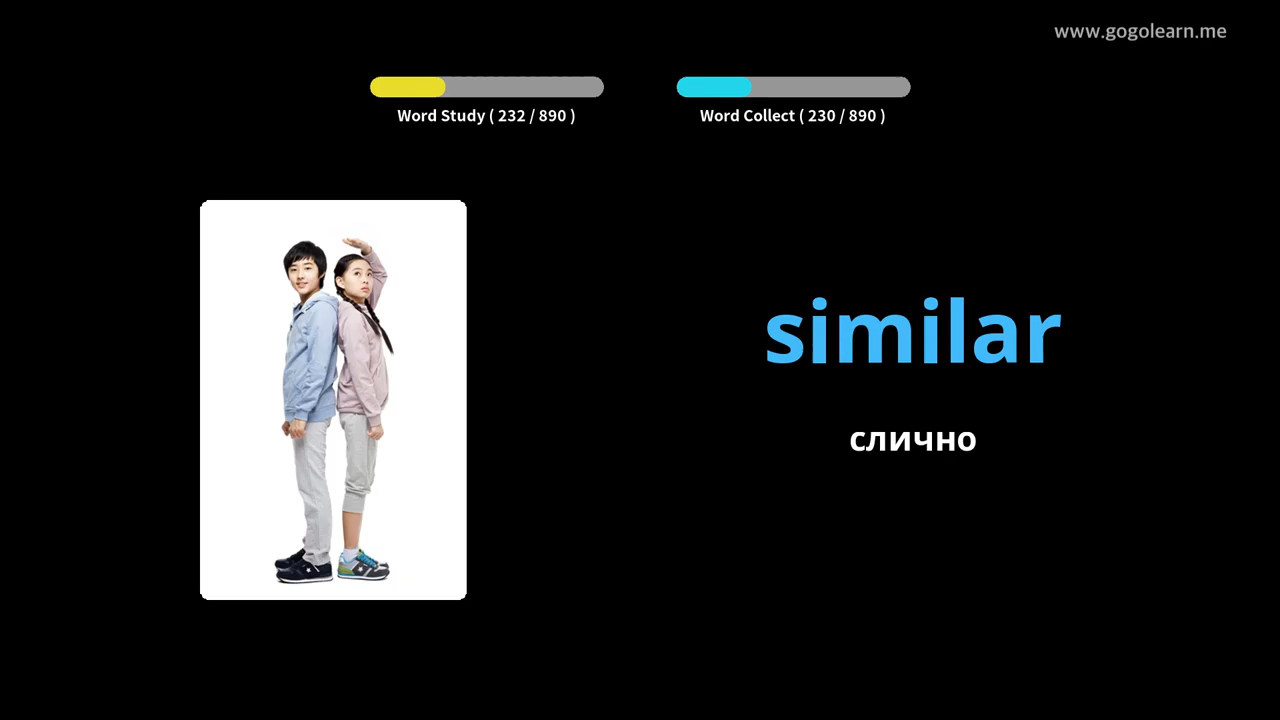 www.gogolearn.me
Word Study ( 232 / 890 )
Word Collect ( 230 / 890 )
similar
слично